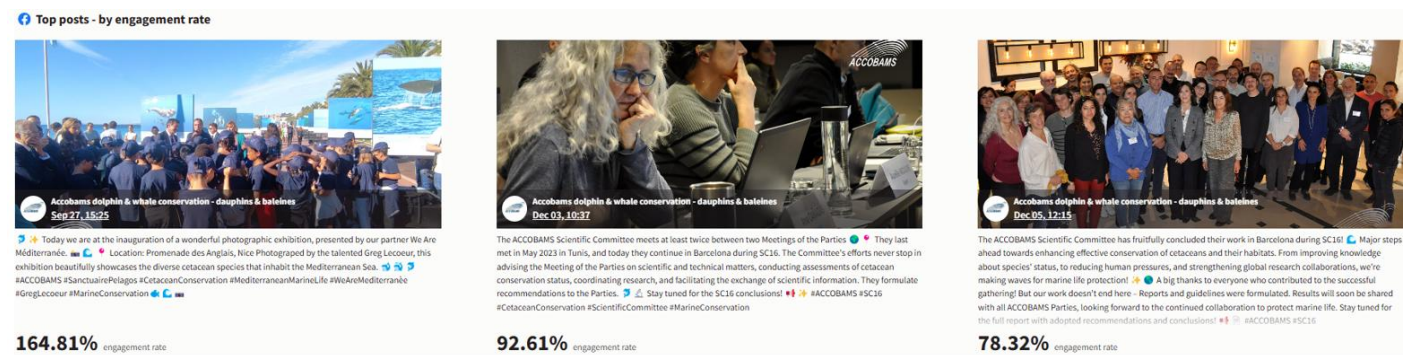 Top posts - by engagement rate
Accobams dolphin & whale conservation - dauphins & baleines
Sep 27, 15:25
🐬 ✨ Today we are at the inauguration of a wonderful photographic exhibition, presented by our partner We Are
Méditerranée. 📷 🌊 📍 Location: Promenade des Anglais, Nice Photograped by the talented Greg Lecoeur, this
exhibition beautifully showcases the diverse cetacean species that inhabit the Mediterranean Sea. 🐬 🐬 🐬
#ACCOBAMS #SanctuairePelagos #CetaceanConservation #MediterraneanMarineLife #WeAreMediterranée
#GregLecoeur #MarineConservation 🐟 🌊 📷
164.81% engagement rate
ACCOBAMS
Accobams dolphin & whale conservation - dauphins & baleines
Dec 03, 10:37
The ACCOBAMS Scientific Committee meets at least twice between two Meetings of the Parties 🌍 📍 They last
met in May 2023 in Tunis, and today they continue in Barcelona during SC16. The Committee's efforts never stop in
advising the Meeting of the Parties on scientific and technical matters, conducting assessments of cetacean
conservation status, coordinating research, and facilitating the exchange of scientific information. They formulate
recommendations to the Parties. 🐬 🔬 Stay tuned for the SC16 conclusions! 📢 ✨ #ACCOBAMS #SC16
#CetaceanConservation #ScientificCommittee #MarineConservation
92.61% engagement rate
Accobams dolphin & whale conservation - dauphins & baleines
Dec 05, 12:15
The ACCOBAMS Scientific Committee has fruitfully concluded their work in Barcelona during SC16! 🌊 Major steps
ahead towards enhancing effective conservation of cetaceans and their habitats. From improving knowledge
about species' status, to reducing human pressures, and strengthening global research collaborations, we're
making waves for marine life protection! ✨ 🌍 A big thanks to everyone who contributed to the successful
gathering! But our work doesn't end here – Reports and guidelines were formulated. Results will soon be shared
with all ACCOBAMS Parties, looking forward to the continued collaboration to protect marine life. Stay tuned for
the full report with adopted recommendations and conclusions! 📢 📄 #ACCOBAMS #SC16
78.32% engagement rate